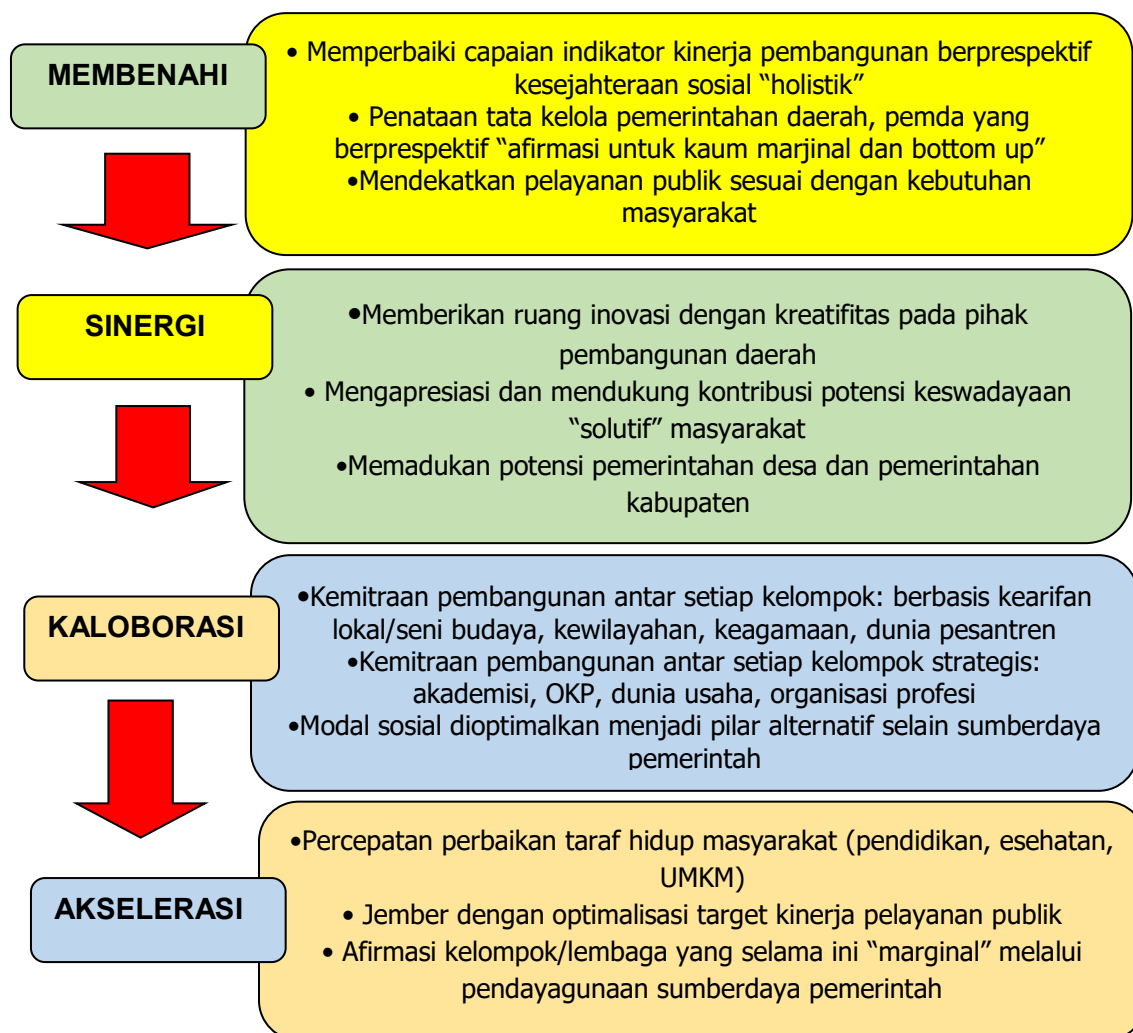 MEMBENAHI
• Memperbaiki capaian indikator kinerja pembangunan berprespektif
kesejahteraan sosial “holistik”
• Penataan tata kelola pemerintahan daerah, pemda yang
berprespektif “afirmasi untuk kaum marjinal dan bottom up”
•Mendekatkan pelayanan publik sesuai dengan kebutuhan
masyarakat
SINERGI
•Memberikan ruang inovasi dengan kreatifitas pada pihak
pembangunan daerah
• Mengapresiasi dan mendukung kontribusi potensi keswadayaan
“solutif” masyarakat
•Memadukan potensi pemerintahan desa dan pemerintahan
kabupaten
KALOBORASI
•Kemitraan pembangunan antar setiap kelompok: berbasis kearifan
lokal/seni budaya, kewilayahan, keagamaan, dunia pesantren
•Kemitraan pembangunan antar setiap kelompok strategis:
akademisi, OKP, dunia usaha, organisasi profesi
•Modal sosial dioptimalkan menjadi pilar alternatif selain sumberdaya
pemerintah
AKSELERASI
•Percepatan perbaikan taraf hidup masyarakat (pendidikan, esehatan,
UMKM)
• Jember dengan optimalisasi target kinerja pelayanan publik
• Afirmasi kelompok/lembaga yang selama ini “marginal” melalui
pendayagunaan sumberdaya pemerintah